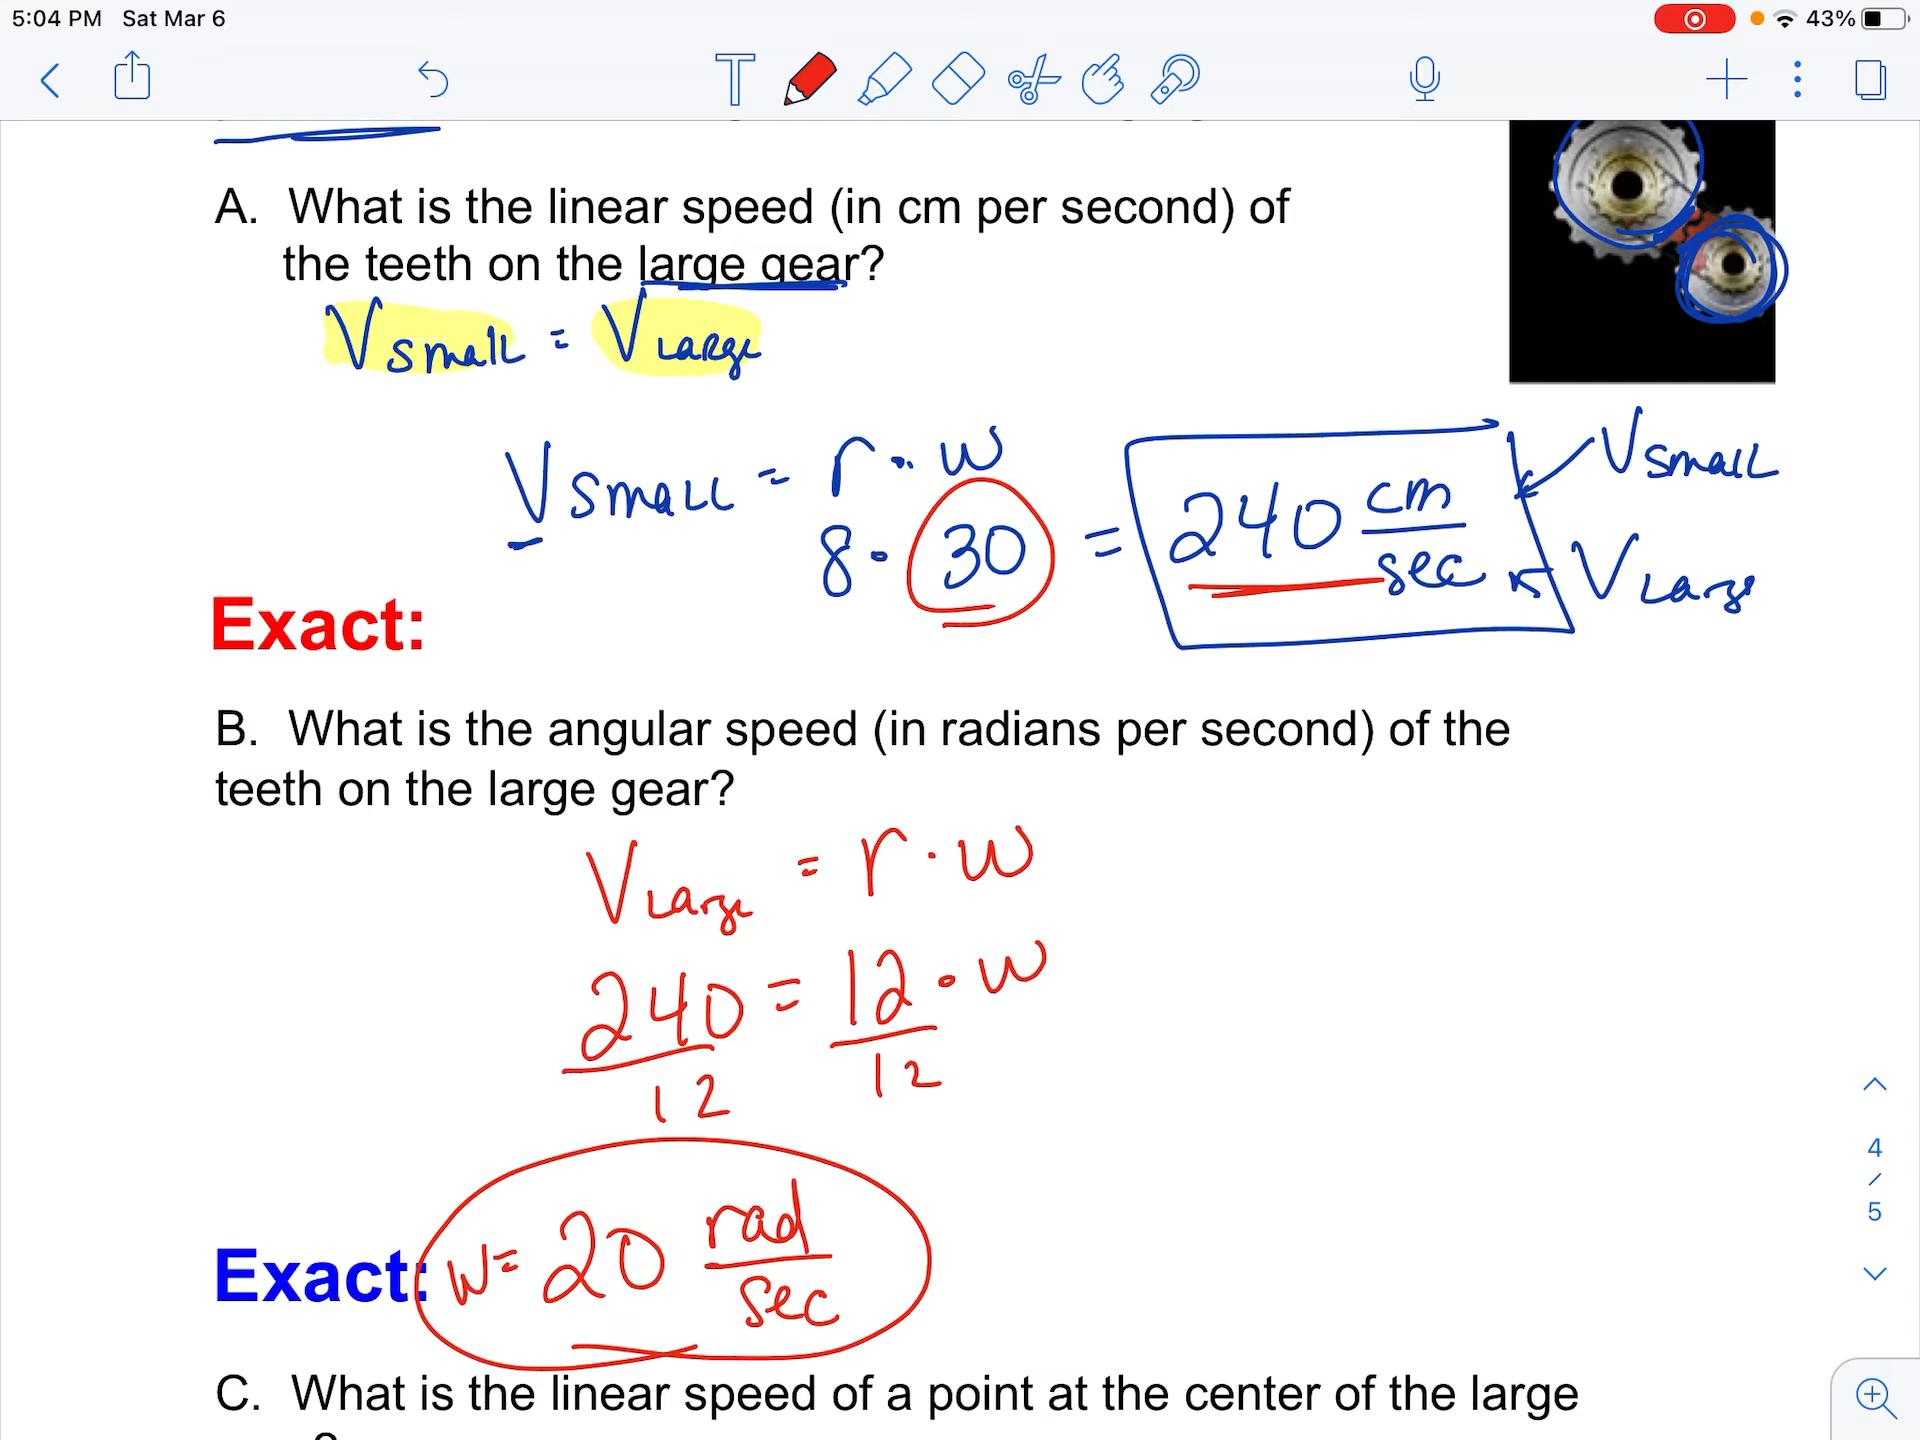 5:04 PM Sat Mar 6 43%
T
A. What is the linear speed (in cm per second) of
the teeth on the large gear?
Vsmall = VLarge
Vsmall = r · w
8 · 30 = 240 cm/sec
Vsmall
VLarge
Exact:
B. What is the angular speed (in radians per second) of the
teeth on the large gear?
VLarge = r · w
240 = 12 · w
12 12
Exact: w = 20 rad/sec
4
/
5
C. What is the linear speed of a point at the center of the large